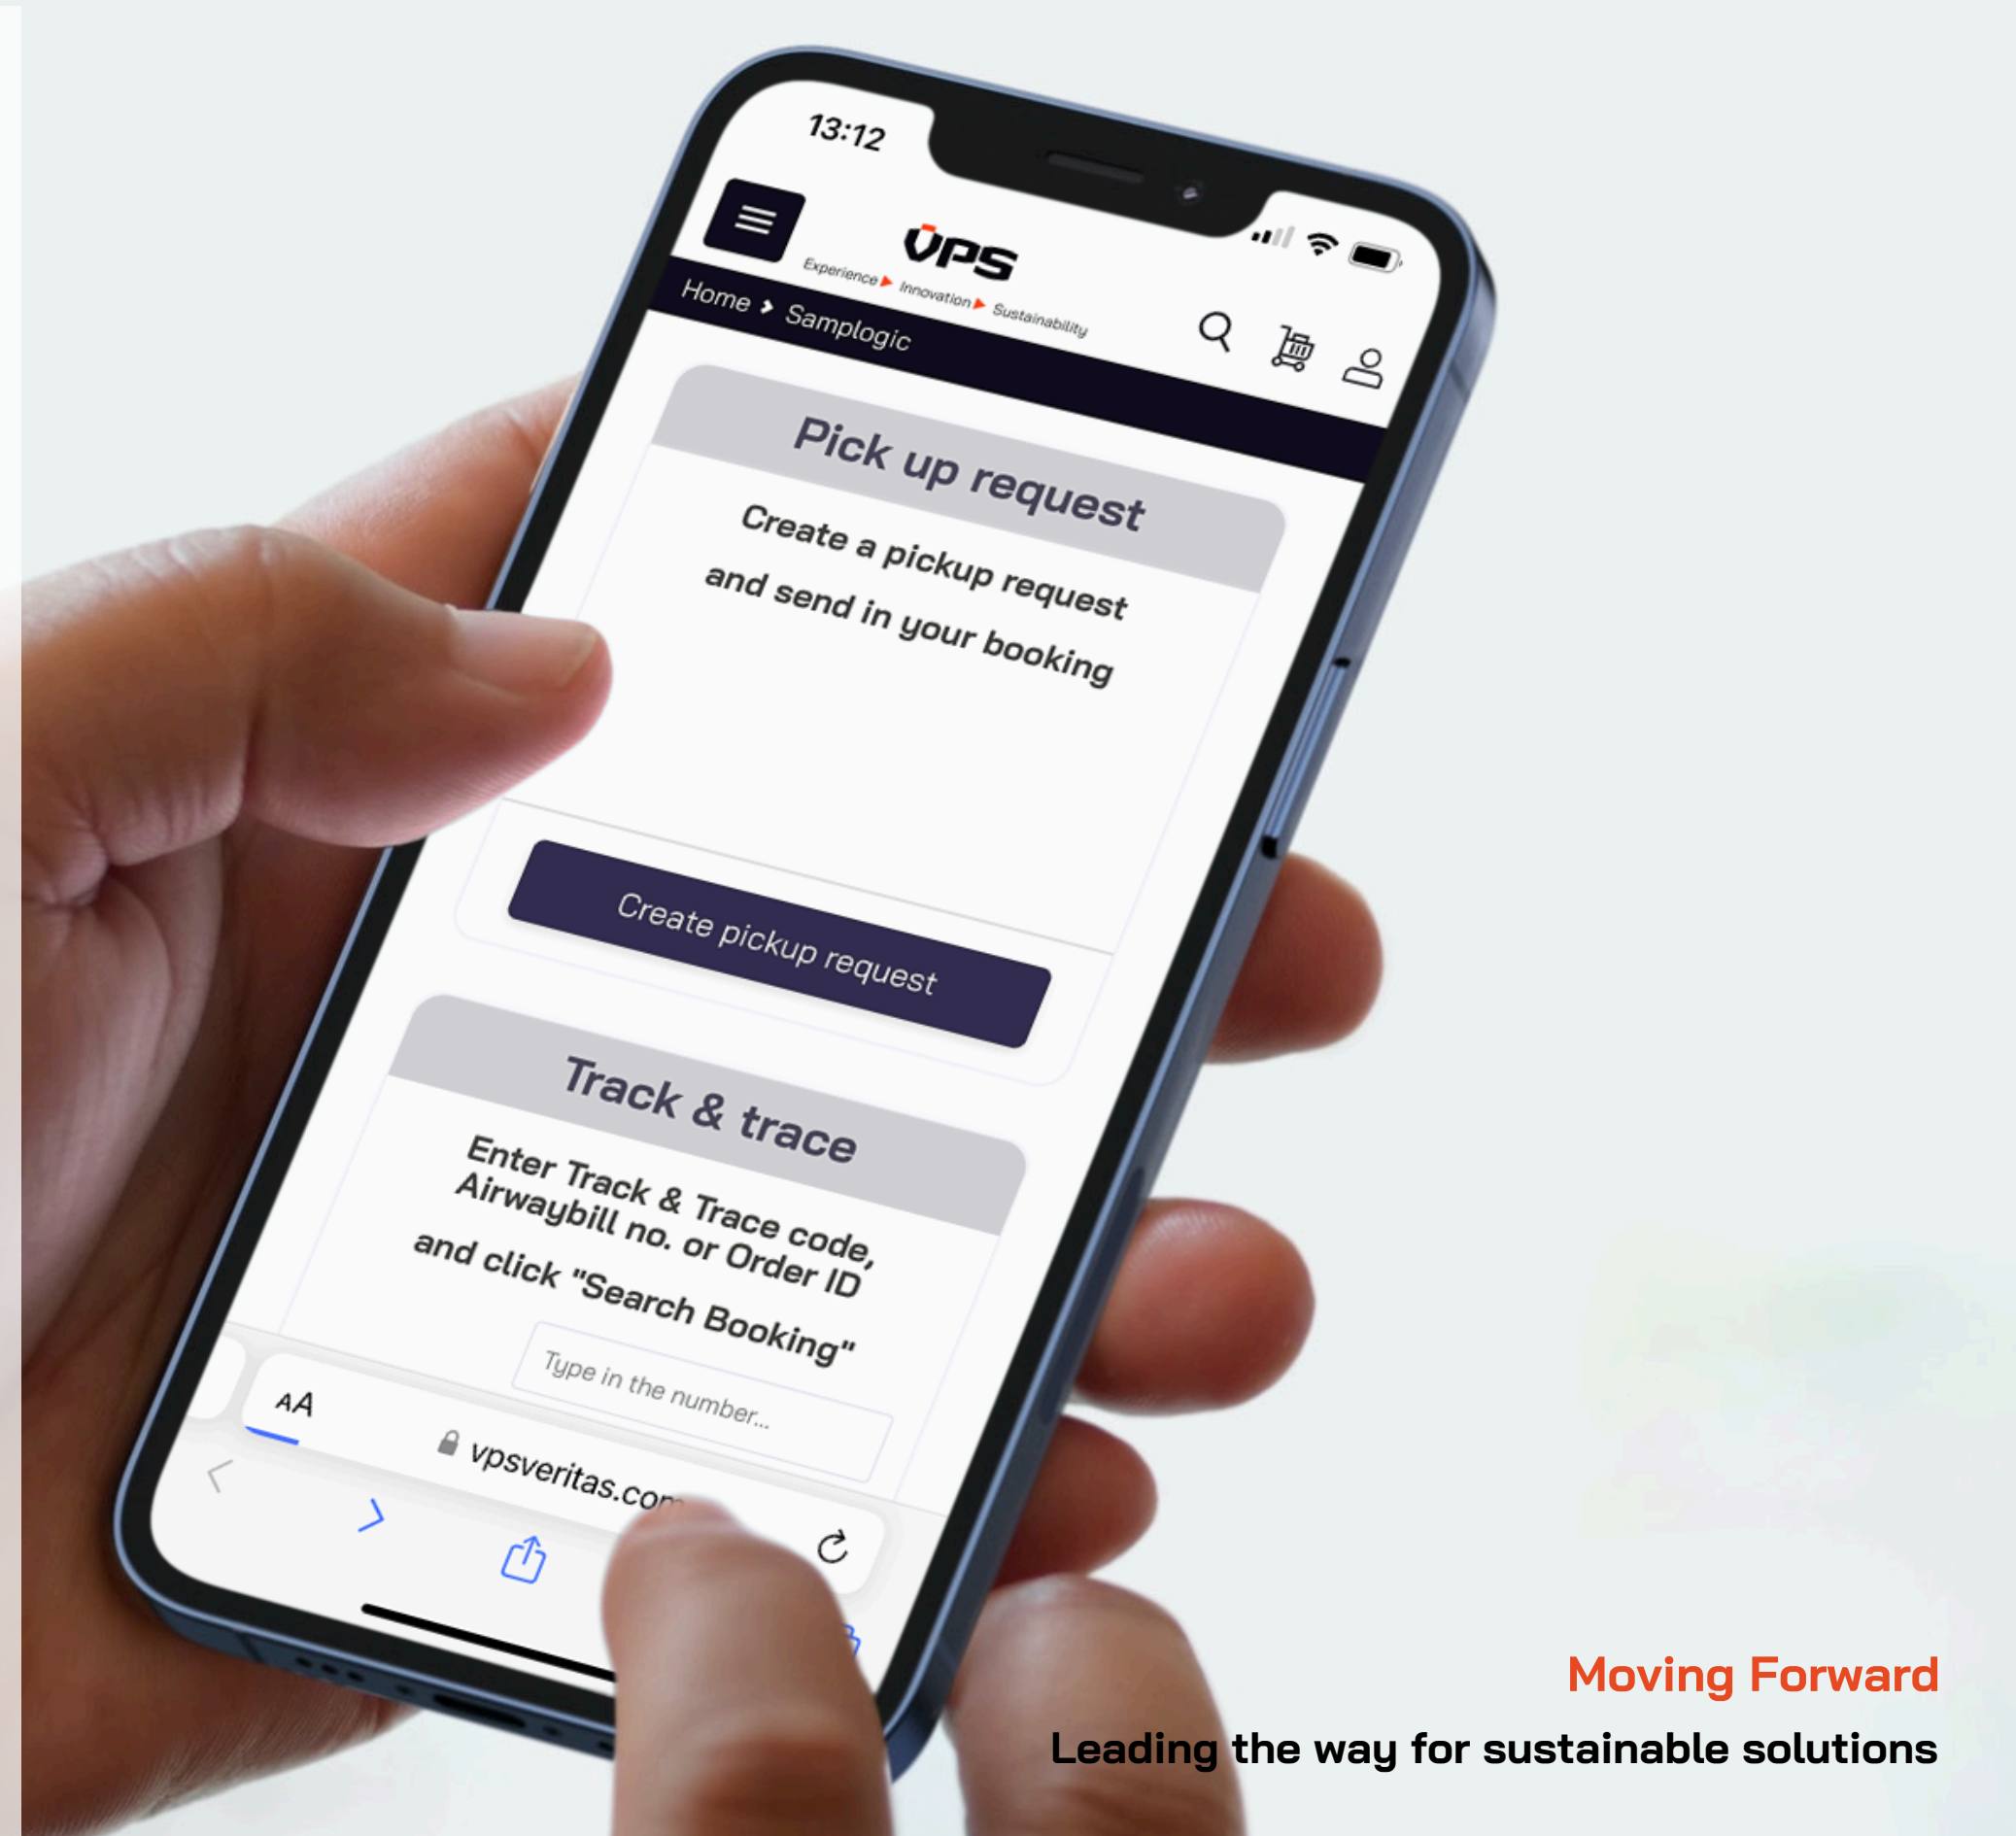 13:12
VPS
Experience Innovation Sustainability
Home > Samplogic
Pick up request
Create a pickup request
and send in your booking
Create pickup request
Track & trace
Enter Track & Trace code,
Airwaybill no. or Order ID
and click "Search Booking"
Type in the number...
AA
vpsveritas.com
Moving Forward
Leading the way for sustainable solutions